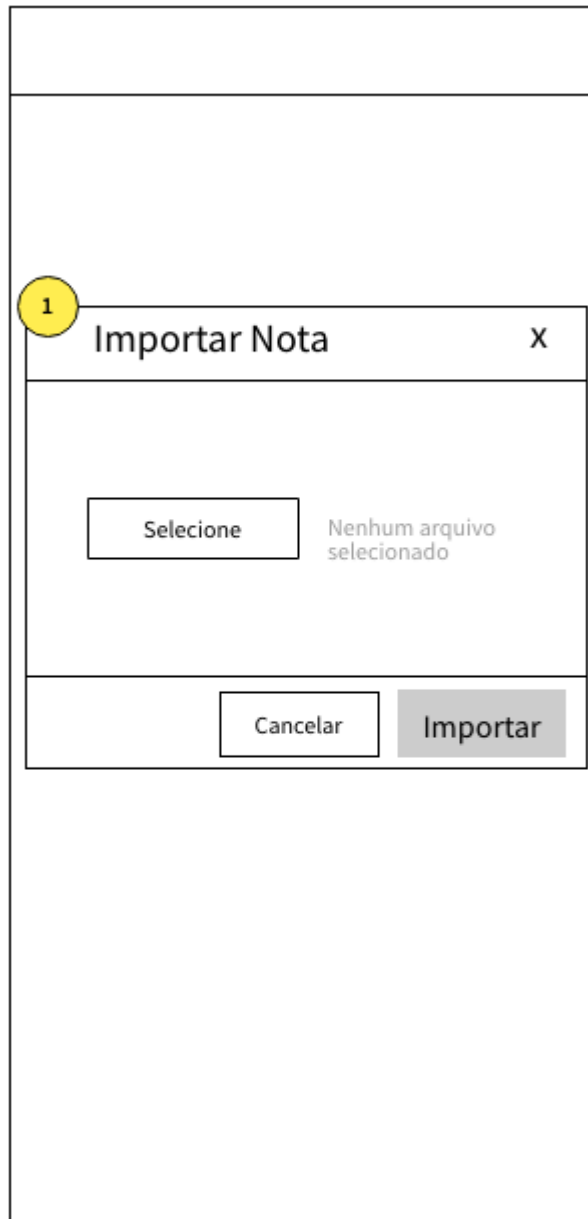 1
Importar Nota
X
Selecione
Nenhum arquivo
selecionado
Cancelar
Importar